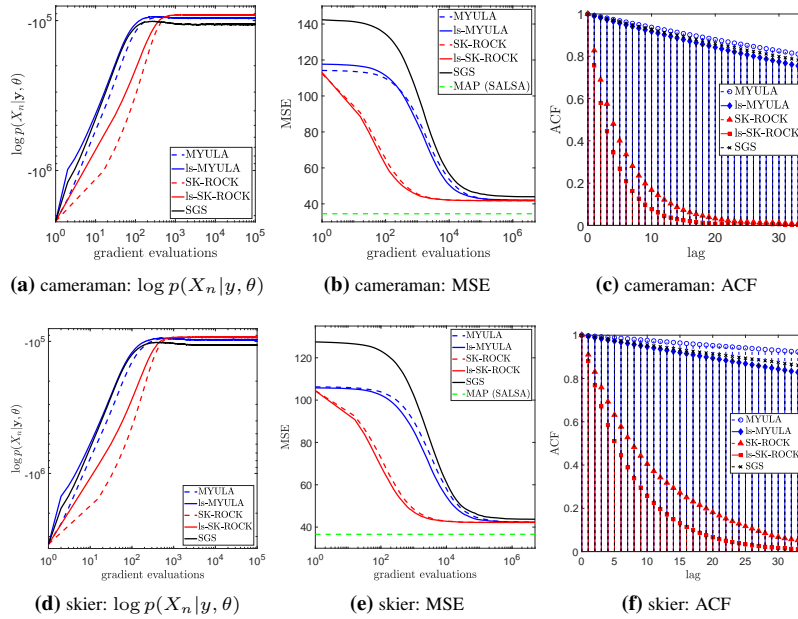 -10^5
-10^6
log p(X_n|y, θ)
MYULA
ls-MYULA
SK-ROCK
ls-SK-ROCK
SGS
10^0 10^1 10^2 10^3 10^4 10^5
gradient evaluations
(a) cameraman: log p(X_n|y, θ)
140
120
100
80
60
40
MSE
MYULA
ls-MYULA
SK-ROCK
ls-SK-ROCK
SGS
MAP (SALSA)
10^0 10^2 10^4 10^6
gradient evaluations
(b) cameraman: MSE
1
0.8
0.6
0.4
0.2
0
ACF
MYULA
ls-MYULA
SK-ROCK
ls-SK-ROCK
SGS
0 10 20 30
lag
(c) cameraman: ACF
-10^5
-10^6
log p(X_n|y, θ)
MYULA
ls-MYULA
SK-ROCK
ls-SK-ROCK
SGS
10^0 10^1 10^2 10^3 10^4 10^5
gradient evaluations
(d) skier: log p(X_n|y, θ)
120
100
80
60
40
MSE
MYULA
ls-MYULA
SK-ROCK
ls-SK-ROCK
SGS
MAP (SALSA)
10^0 10^2 10^4 10^6
gradient evaluations
(e) skier: MSE
1
0.8
0.6
0.4
0.2
0
ACF
MYULA
ls-MYULA
SK-ROCK
ls-SK-ROCK
SGS
0 5 10 15 20 25 30
lag
(f) skier: ACF